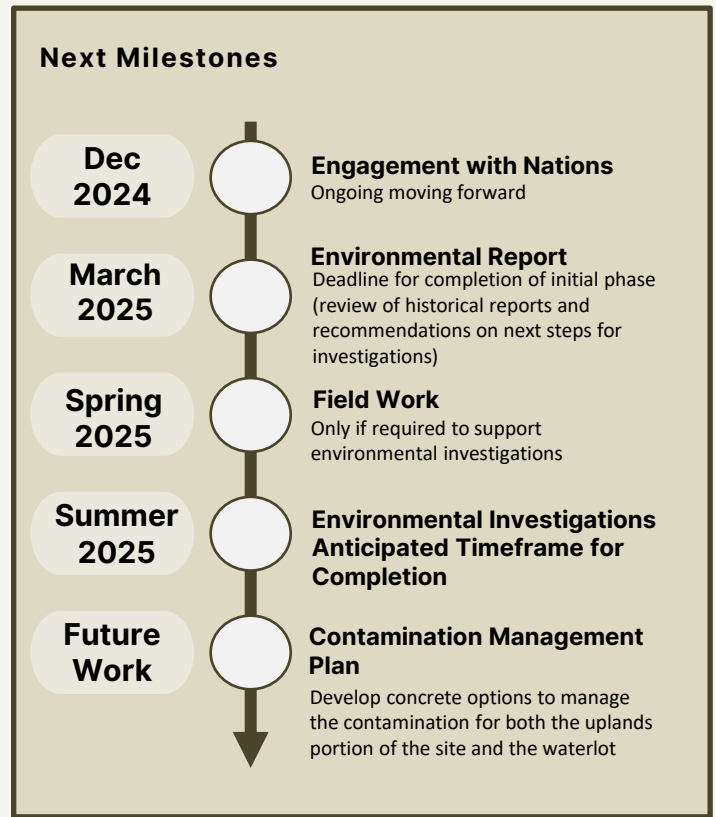 Next Milestones
Dec
2024
Engagement with Nations
Ongoing moving forward
March
2025
Environmental Report
Deadline for completion of initial phase
(review of historical reports and
recommendations on next steps for
investigations)
Spring
2025
Field Work
Only if required to support
environmental investigations
Summer
2025
Environmental Investigations
Anticipated Timeframe for
Completion
Future
Work
Contamination Management
Plan
Develop concrete options to manage
the contamination for both the uplands
portion of the site and the waterlot